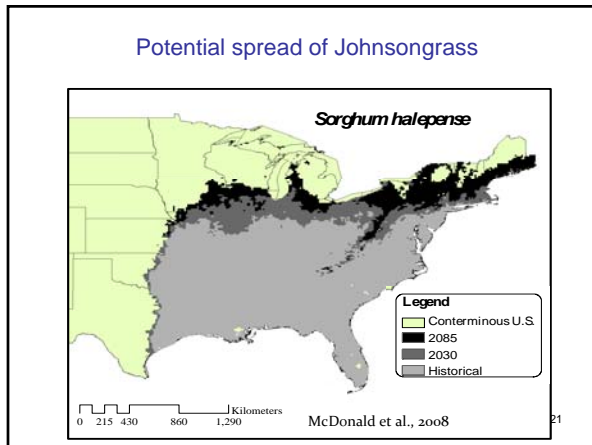 Potential spread of Johnsongrass
Sorghum halepense
Legend
Conterminous U.S.
2085
2030
Historical
Kilometers
0 215 430 860 1,290
McDonald et al., 2008
21